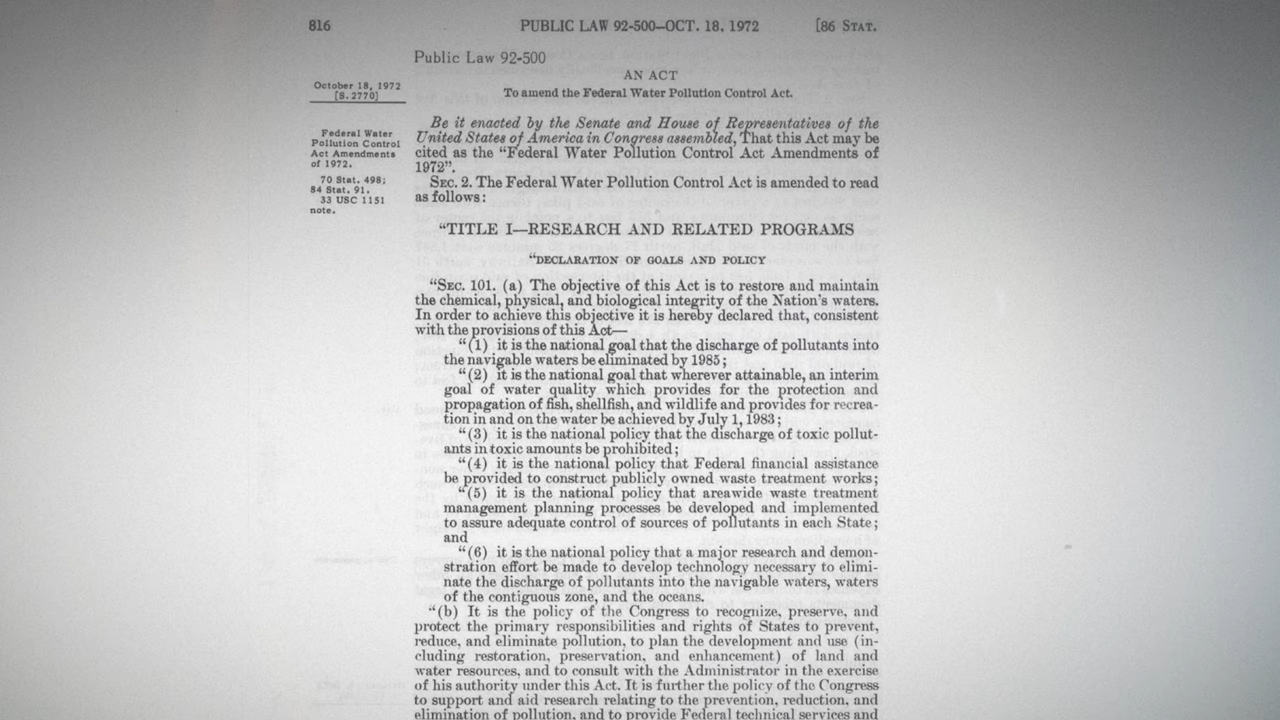 816 PUBLIC LAW 92-500-OCT. 18, 1972 [86 STAT.
Public Law 92-500
AN ACT
October 18, 1972
[S. 2770]
To amend the Federal Water Pollution Control Act.
Federal Water
Pollution Control
Act Amendments
of 1972.
70 Stat. 498;
84 Stat. 91.
33 USC 1151
note.
Be it enacted by the Senate and House of Representatives of the
United States of America in Congress assembled, That this Act may be
cited as the “Federal Water Pollution Control Act Amendments of
1972”.
SEC. 2. The Federal Water Pollution Control Act is amended to read
as follows:
“TITLE I—RESEARCH AND RELATED PROGRAMS
“DECLARATION OF GOALS AND POLICY
“SEC. 101. (a) The objective of this Act is to restore and maintain
the chemical, physical, and biological integrity of the Nation’s waters.
In order to achieve this objective it is hereby declared that, consistent
with the provisions of this Act—
“(1) it is the national goal that the discharge of pollutants into
the navigable waters be eliminated by 1985;
“(2) it is the national goal that wherever attainable, an interim
goal of water quality which provides for the protection and
propagation of fish, shellfish, and wildlife and provides for recrea-
tion in and on the water be achieved by July 1, 1983;
“(3) it is the national policy that the discharge of toxic pollut-
ants in toxic amounts be prohibited;
“(4) it is the national policy that Federal financial assistance
be provided to construct publicly owned waste treatment works;
“(5) it is the national policy that areawide waste treatment
management planning processes be developed and implemented
to assure adequate control of sources of pollutants in each State;
and
“(6) it is the national policy that a major research and demon-
stration effort be made to develop technology necessary to elimi-
nate the discharge of pollutants into the navigable waters, waters
of the contiguous zone, and the oceans.
“(b) It is the policy of the Congress to recognize, preserve, and
protect the primary responsibilities and rights of States to prevent,
reduce, and eliminate pollution, to plan the development and use (in-
cluding restoration, preservation, and enhancement) of land and
water resources, and to consult with the Administrator in the exercise
of his authority under this Act. It is further the policy of the Congress
to support and aid research relating to the prevention, reduction, and
elimination of pollution, and to provide Federal technical services and